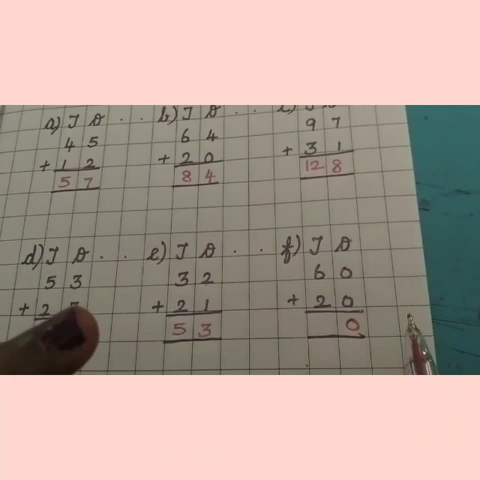 a) T O . . b) T O . . c) T O
4 5 6 4 9 7
+ 1 2 + 2 0 + 3 1
5 7 8 4 12 8
d) T O . . e) T O . . f) T O
5 3 3 2 6 0
+ 2 + 2 1 + 2 0
5 3 0